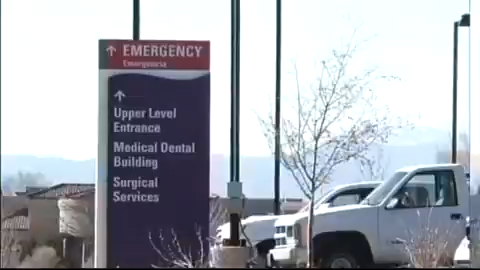 EMERGENCY
Emergencia
Upper Level
Entrance
Medical Dental
Building
Surgical
Services